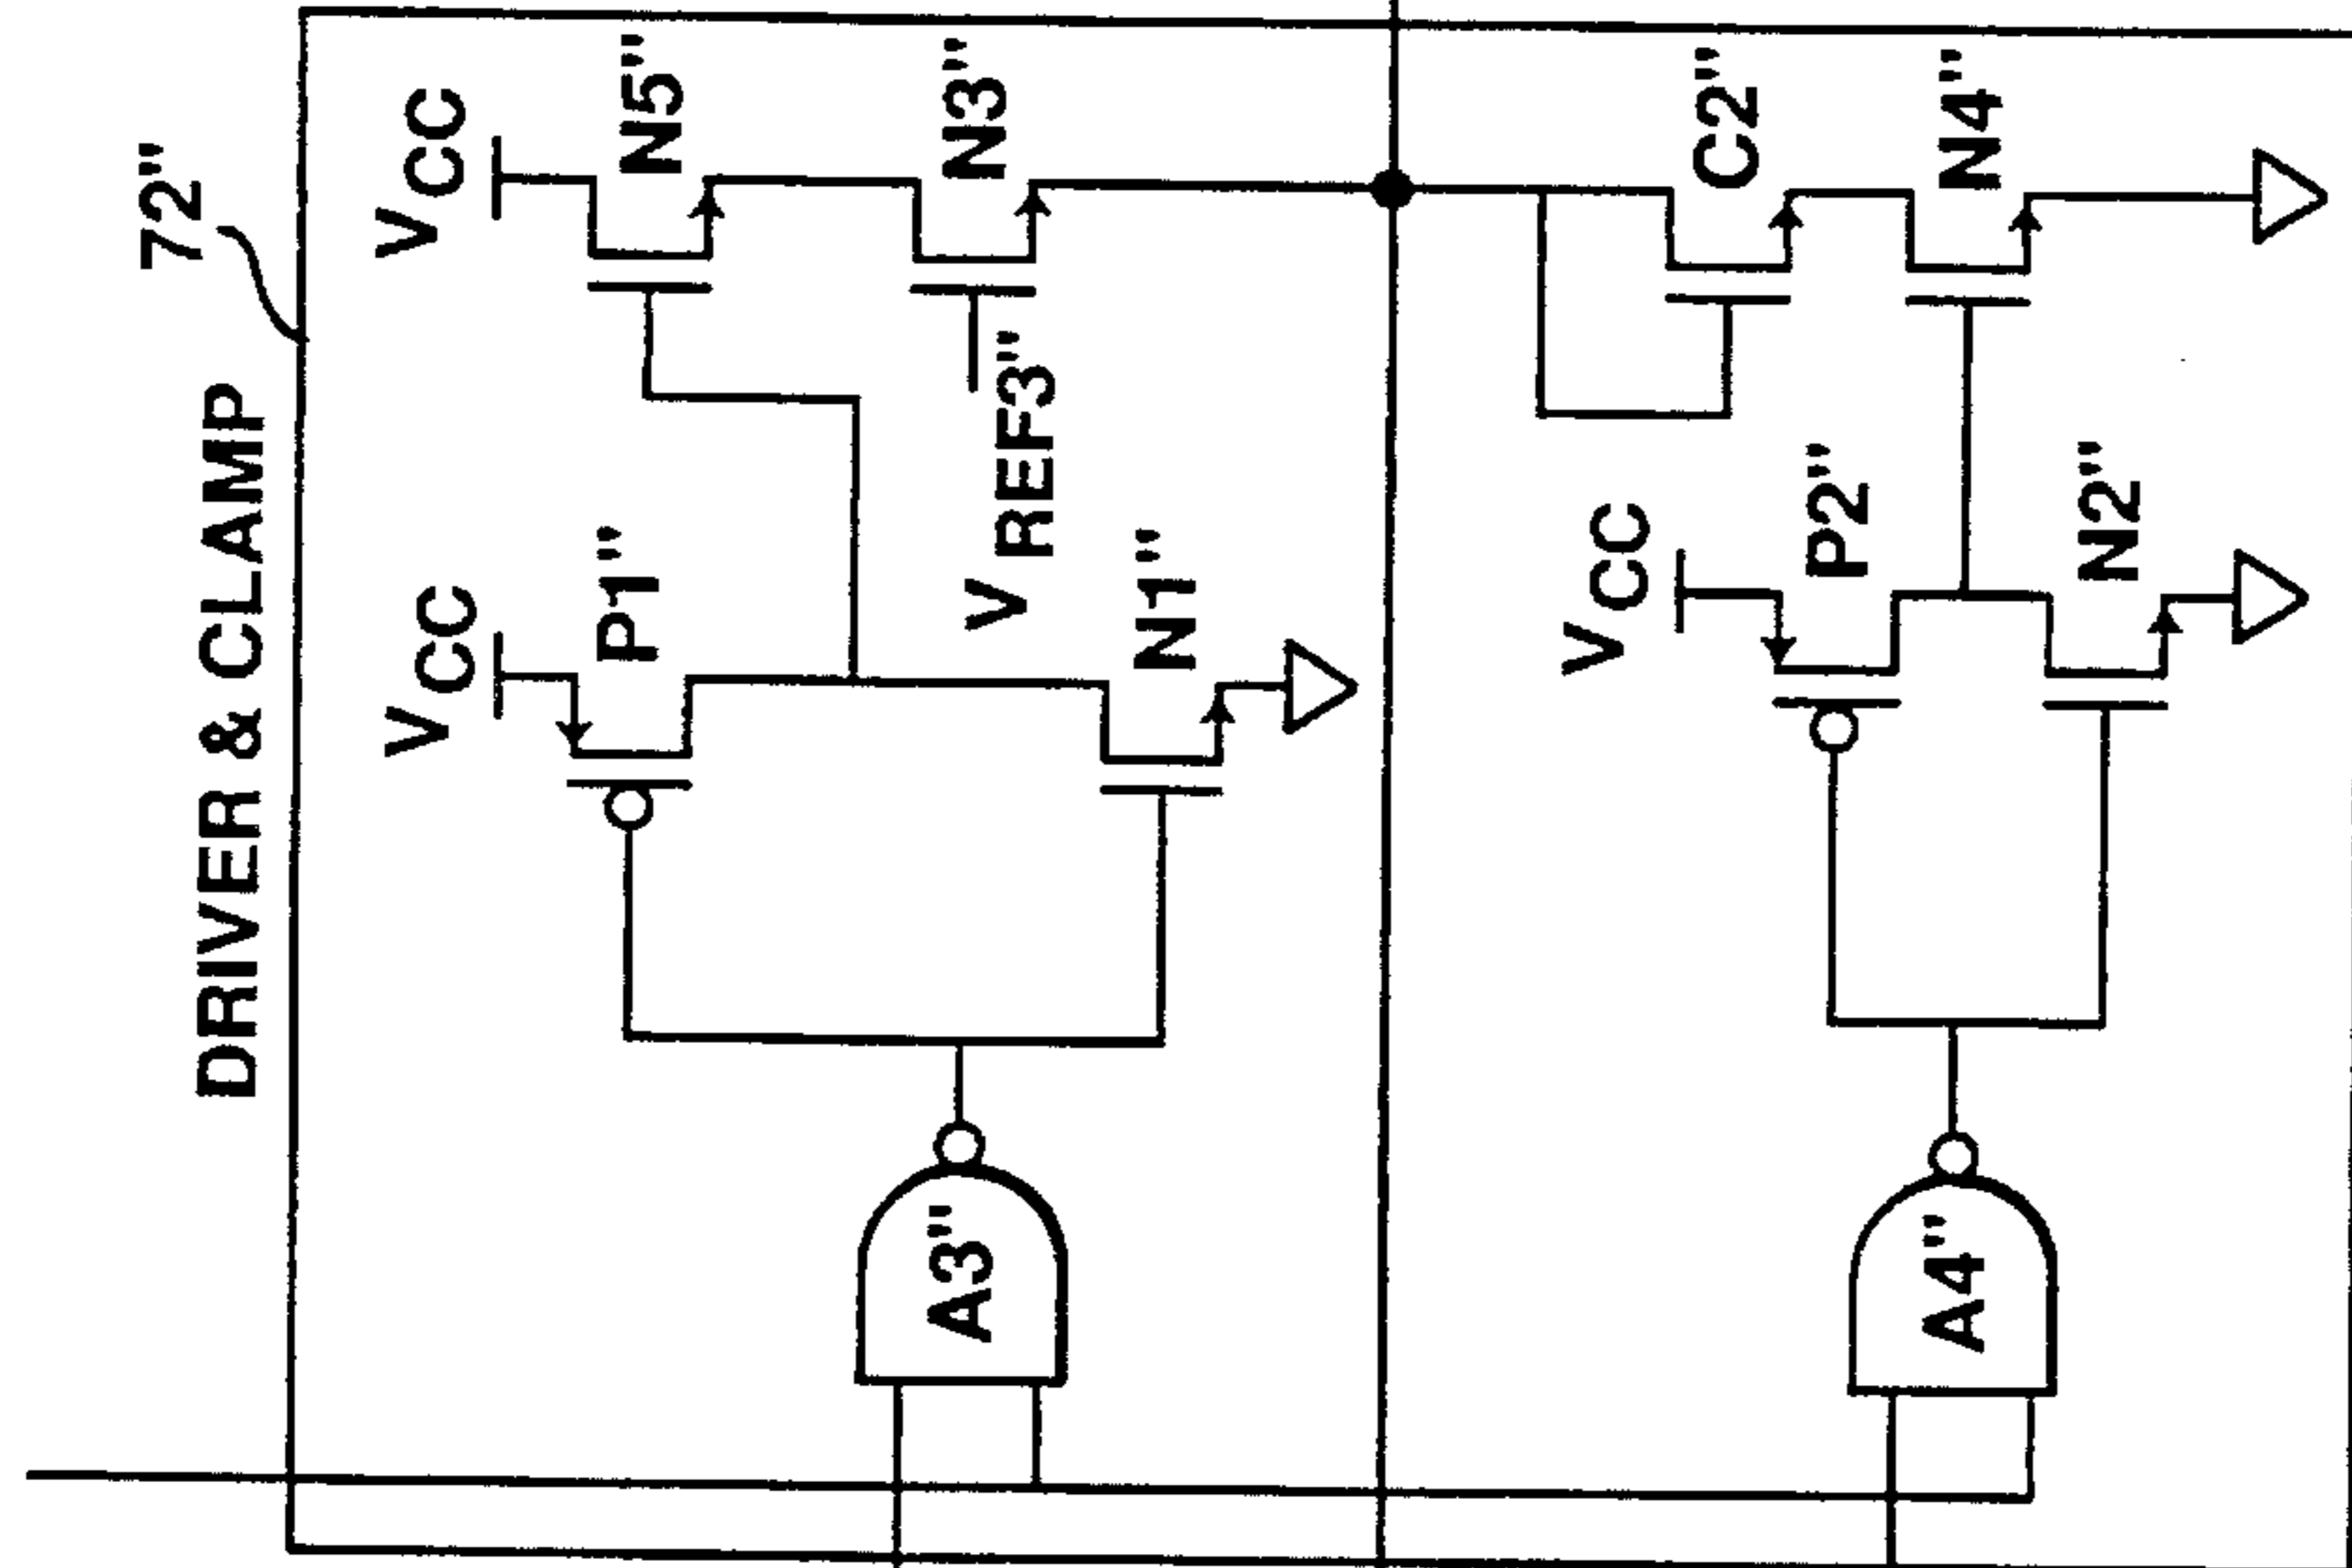 72"
DRIVER & CLAMP
VCC
N5"
N3"
C2"
N4"
VCC
P1"
VREF3"
N1"
VCC
P2"
N2"
A3"
A4"